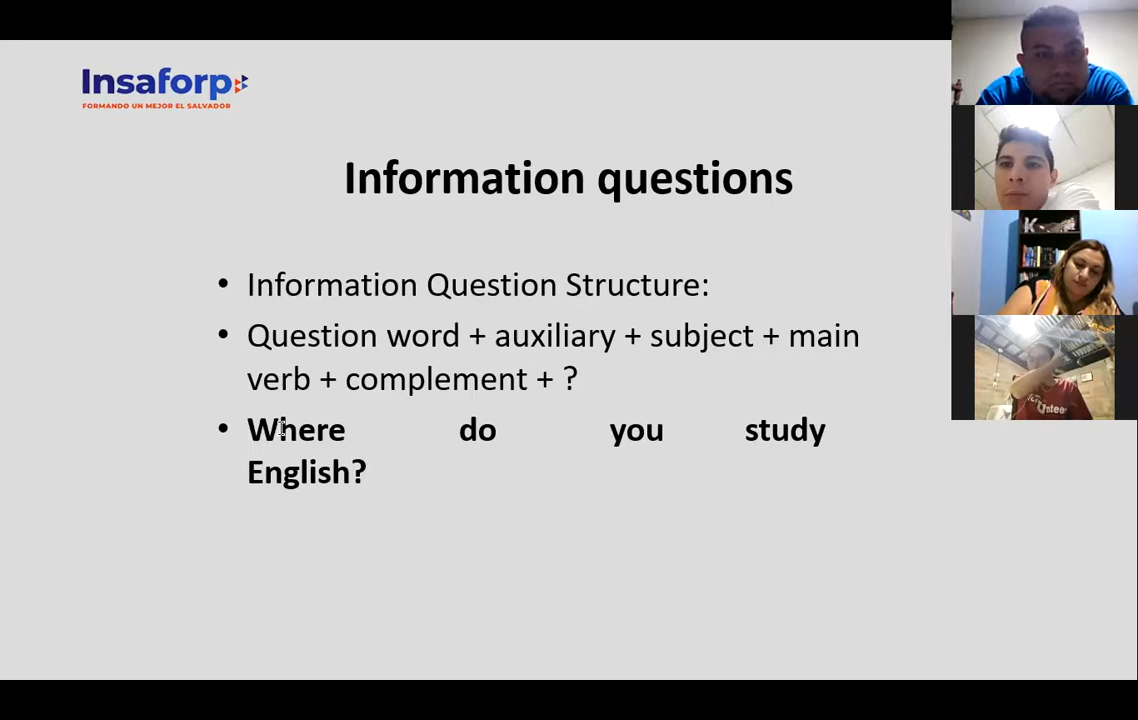 Insaforp
FORMANDO UN MEJOR EL SALVADOR
Information questions
• Information Question Structure:
• Question word + auxiliary + subject + main
verb + complement + ?
• Where do you study
English?
K